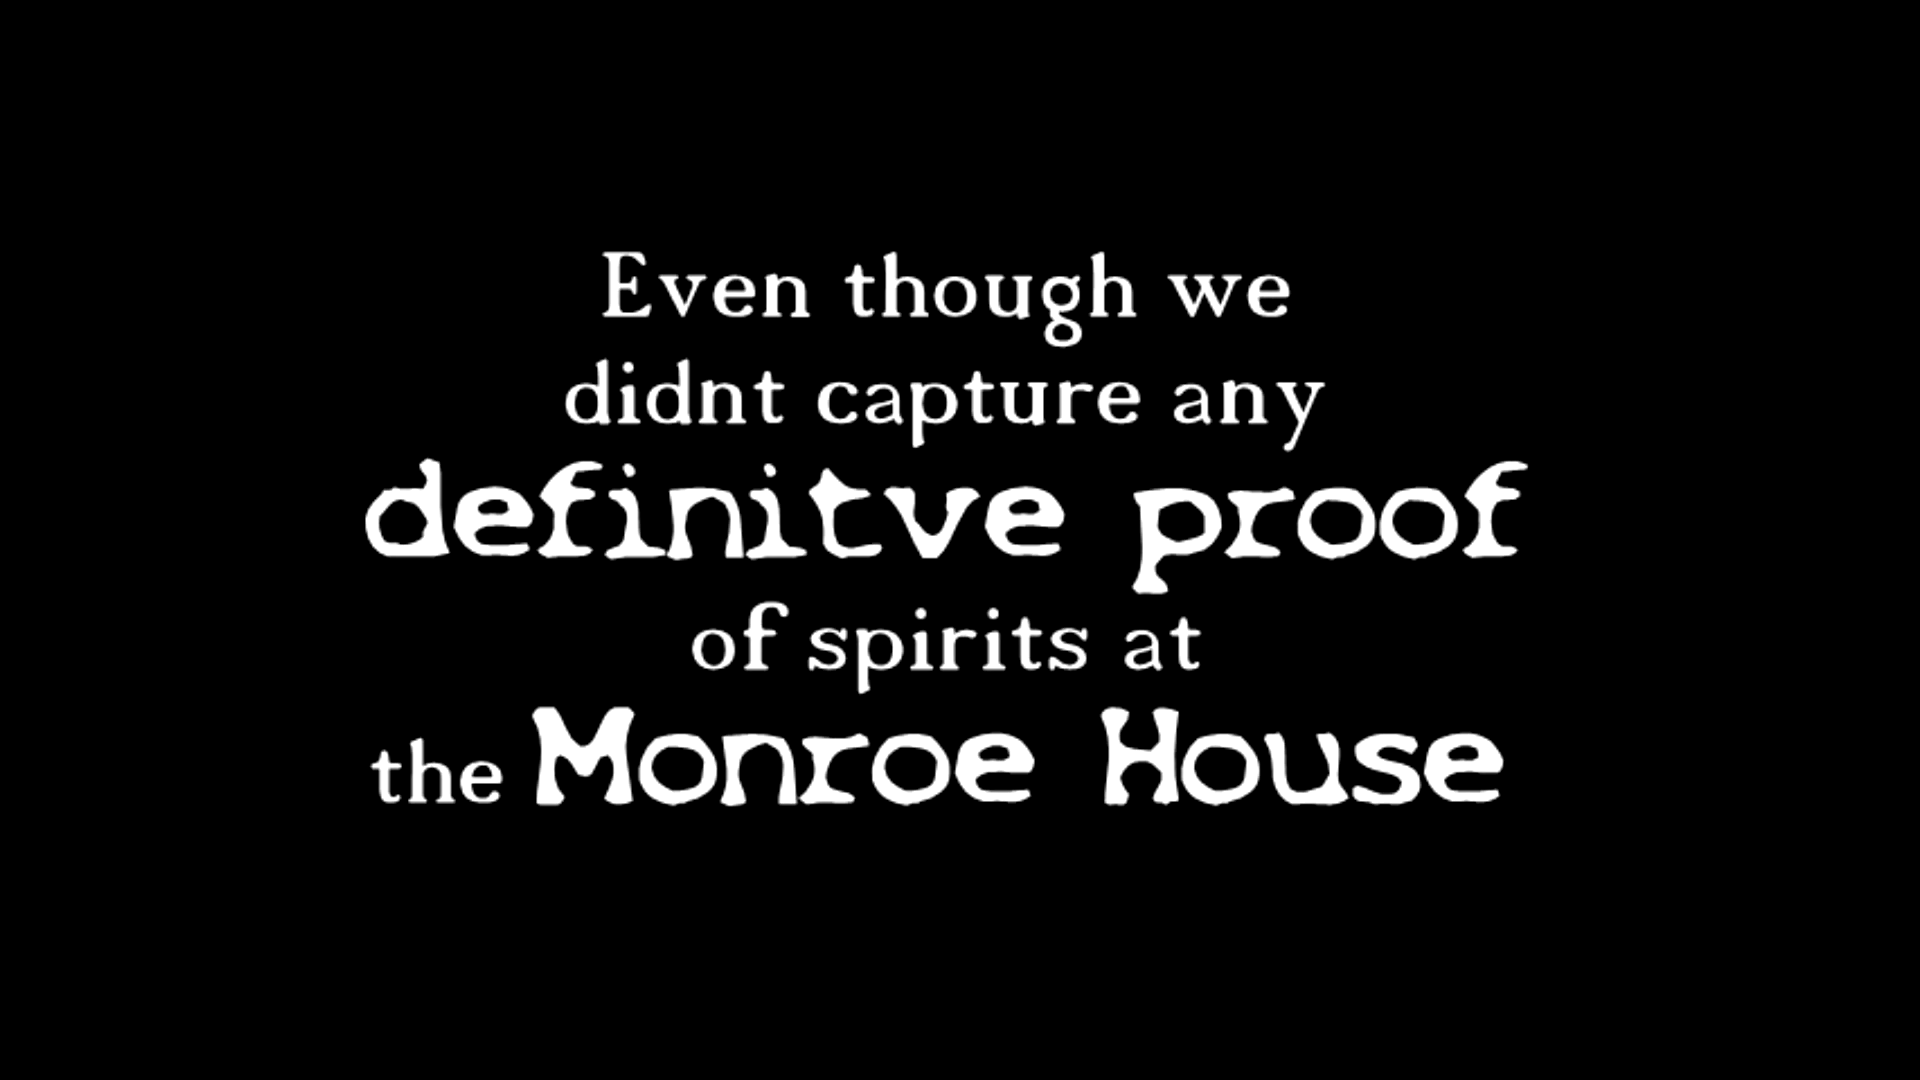 Even though we
didnt capture any
definitve proof
of spirits at
the Monroe House